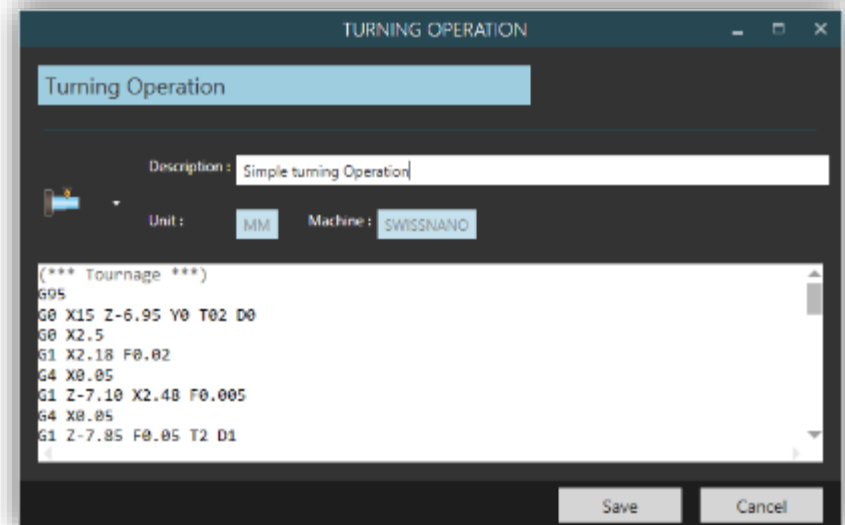 TURNING OPERATION
Turning Operation
Description : Simple turning Operation
Unit : MM Machine : SWISSNANO
(*** Tournage ***)
G95
G0 X15 Z-6.95 Y0 T02 D0
G0 X2.5
G1 X2.18 F0.02
G4 X0.05
G1 Z-7.10 X2.48 F0.005
G4 X0.05
G1 Z-7.85 F0.05 T2 D1
Save Cancel